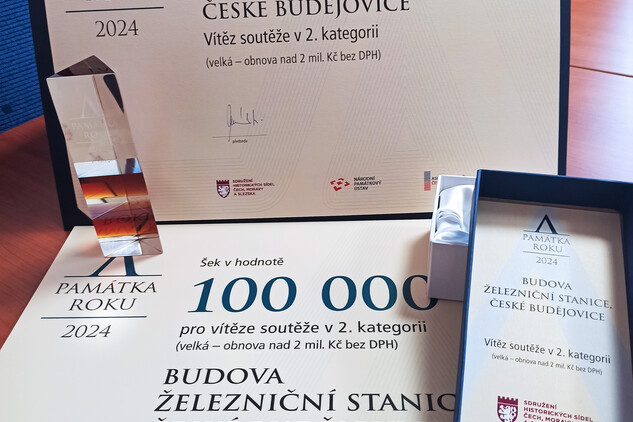 2024
ČESKÉ BUDĚJOVICE
Vítěz soutěže v 2. kategorii
(velká – obnova nad 2 mil. Kč bez DPH)
předseda
SDRUŽENÍ
HISTORICKÝCH SÍDEL
ČECH, MORAVY
A SLEZSKA
NÁRODNÍ
PAMÁTKOVÝ
ÚSTAV
PAMÁTKA
ROKU
2024
Šek v hodnotě
100 000
pro vítěze soutěže v 2. kategorii
(velká – obnova nad 2 mil. Kč bez DPH)
BUDOVA
ŽELEZNIČNÍ STANIC
PAMÁTKA
ROKU
2024
BUDOVA
ŽELEZNIČNÍ STANICE,
ČESKÉ BUDĚJOVICE
Vítěz soutěže v 2. kategorii
(velká – obnova nad 2 mil. Kč bez DPH)
SDRUŽENÍ
HISTORICKÝCH SÍDEL
ČECH, MORAVY